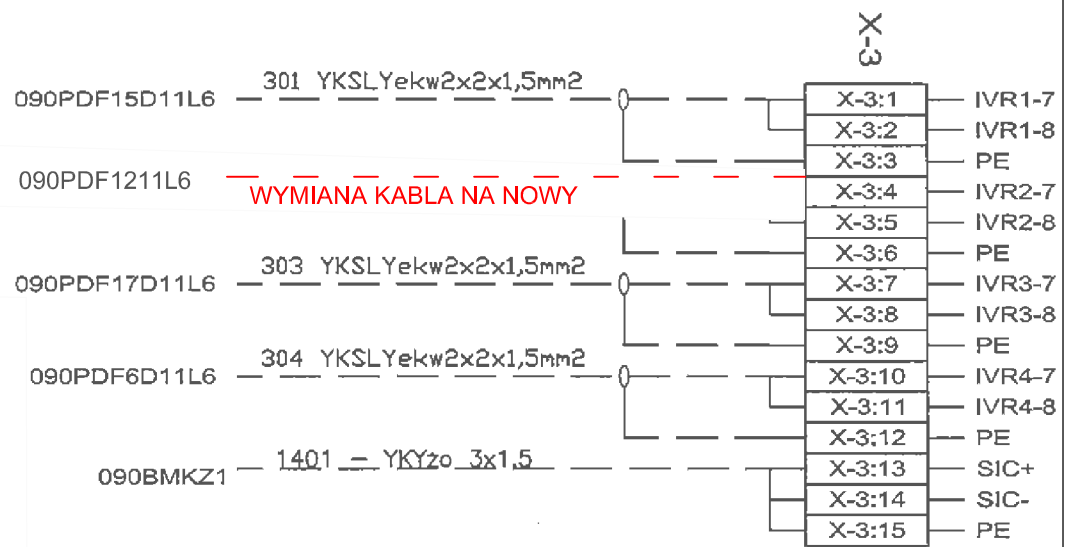 X-3
301 YKSLYekw2x2x1,5mm2
090PDF15D11L6
X-3:1 IVR1-7
X-3:2 IVR1-8
X-3:3 PE
090PDF1211L6
WYMIANA KABLA NA NOWY
X-3:4 IVR2-7
X-3:5 IVR2-8
X-3:6 PE
303 YKSLYekw2x2x1,5mm2
090PDF17D11L6
X-3:7 IVR3-7
X-3:8 IVR3-8
X-3:9 PE
304 YKSLYekw2x2x1,5mm2
090PDF6D11L6
X-3:10 IVR4-7
X-3:11 IVR4-8
X-3:12 PE
1401 - YKYżo 3x1,5
090BMKZ1
X-3:13 SIC+
X-3:14 SIC-
X-3:15 PE